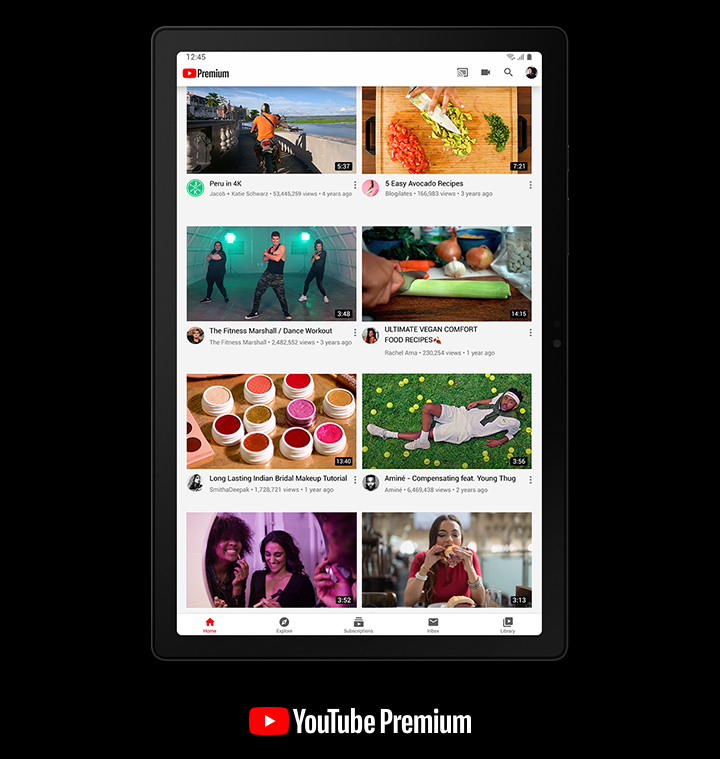 12:45
Premium
5:37
7:21
Peru in 4K
Jacob + Katie Schwarz • 53,445,259 views • 4 years ago
5 Easy Avocado Recipes
Blogilates • 166,983 views • 3 years ago
3:48
14:15
The Fitness Marshall / Dance Workout
The Fitness Marshall • 2,482,552 views • 3 years ago
ULTIMATE VEGAN COMFORT
FOOD RECIPES🍂
Rachel Ama • 230,254 views • 1 year ago
13:40
3:56
Long Lasting Indian Bridal Makeup Tutorial
SmithaDeepak • 1,728,721 views • 1 year ago
Aminé - Compensating feat. Young Thug
Aminé • 6,469,438 views • 2 years ago
3:52
3:13
Home
Explore
Subscriptions
Inbox
Library
YouTube Premium